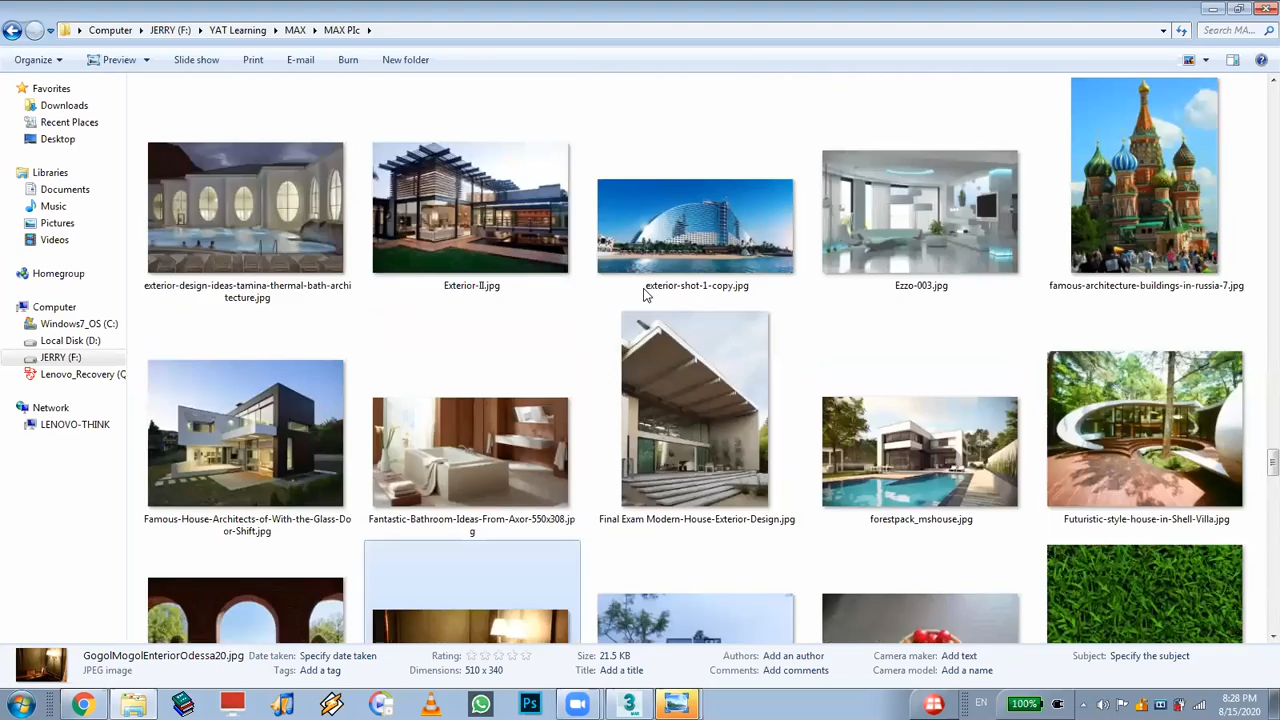 Computer JERRY (F:) YAT Learning MAX MAX PIc
Search MA...
Organize Preview Slide show Print E-mail Burn New folder
Favorites
Downloads
Recent Places
Desktop
Libraries
Documents
Music
Pictures
Videos
Homegroup
Computer
Windows7_OS (C:)
Local Disk (D:)
JERRY (F:)
Lenovo_Recovery (Q
Network
LENOVO-THINK
exterior-design-ideas-tamina-thermal-bath-archi
tecture.jpg
Exterior-II.jpg
exterior-shot-1-copy.jpg
Ezzo-003.jpg
famous-architecture-buildings-in-russia-7.jpg
Famous-House-Architects-of-With-the-Glass-Do
or-Shift.jpg
Fantastic-Bathroom-Ideas-From-Axor-550x308.jp
g
Final Exam Modern-House-Exterior-Design.jpg
forestpack_mshouse.jpg
Futuristic-style-house-in-Shell-Villa.jpg
GogolMogolEnteriorOdessa20.jpg Date taken: Specify date taken Rating: Size: 21.5 KB Authors: Add an author Camera maker: Add text Subject: Specify the subject
JPEG image Tags: Add a tag Dimensions: 510 x 340 Title: Add a title Comments: Add comments Camera model: Add a name
Ps
3
MAX
EN
100%
8:28 PM
8/15/2020